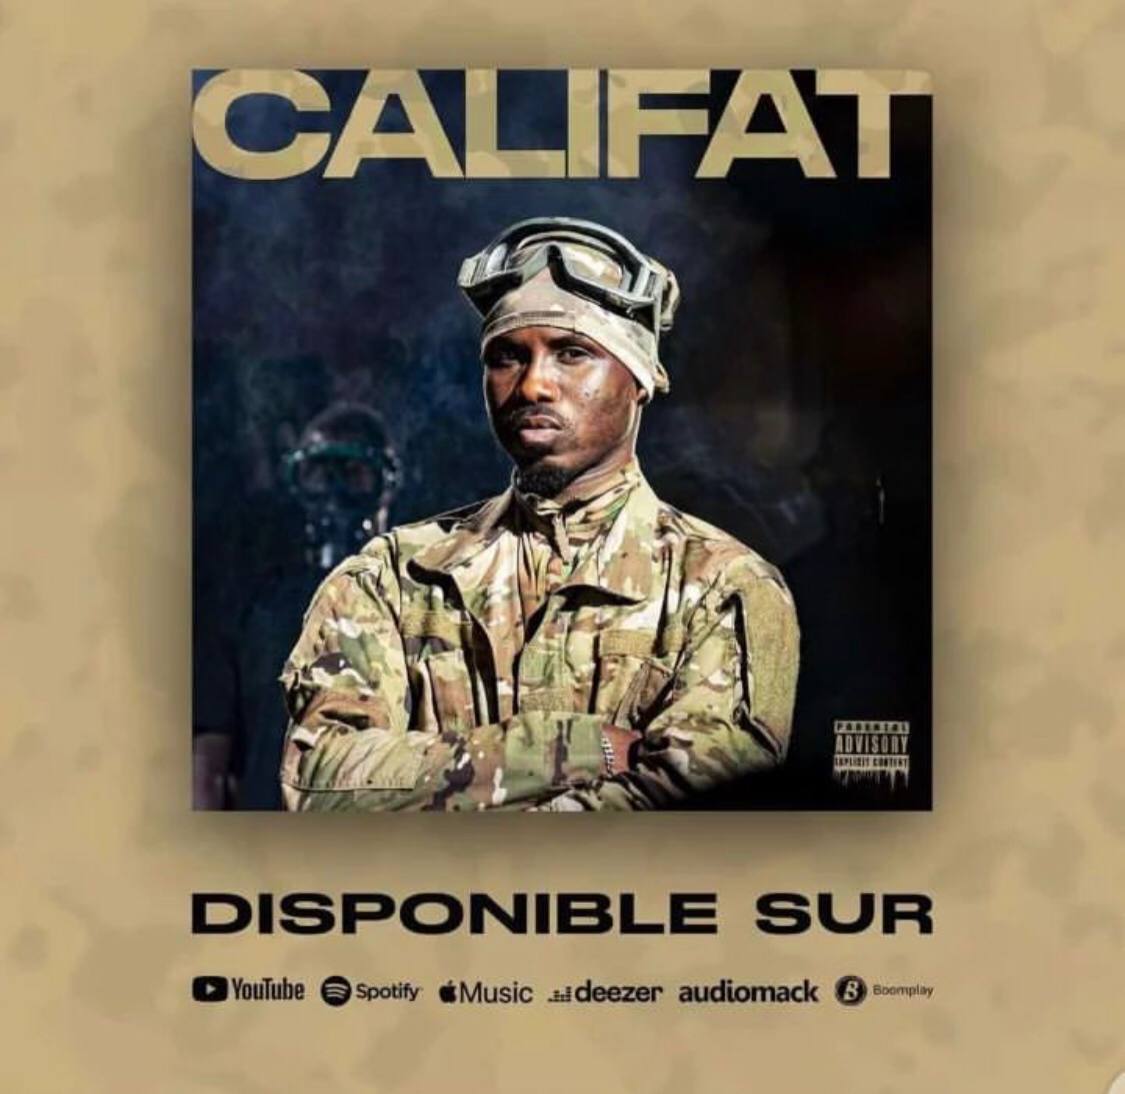 CALIFAT
PARENTAL
ADVISORY
EXPLICIT CONTENT
DISPONIBLE SUR
YouTube Spotify Music deezer audiomack Boomplay